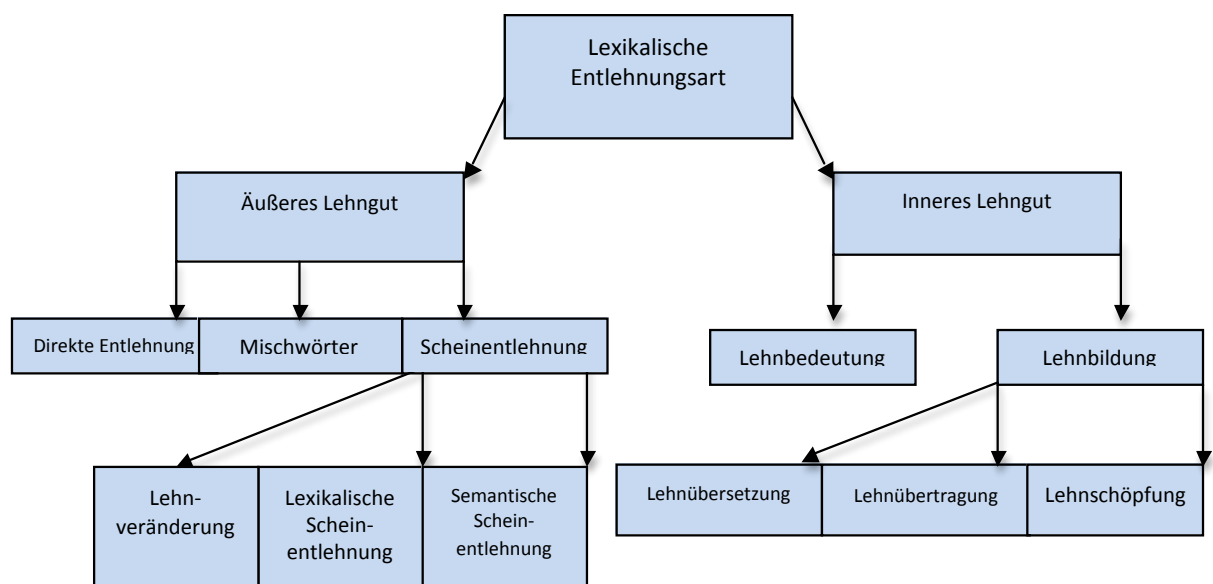 Lexikalische
Entlehnungsart
Äußeres Lehngut
Inneres Lehngut
Direkte Entlehnung
Mischwörter
Scheinentlehnung
Lehnbedeutung
Lehnbildung
Lehn-
veränderung
Lexikalische
Schein-
entlehnung
Semantische
Schein-
entlehnung
Lehnübersetzung
Lehnübertragung
Lehnschöpfung